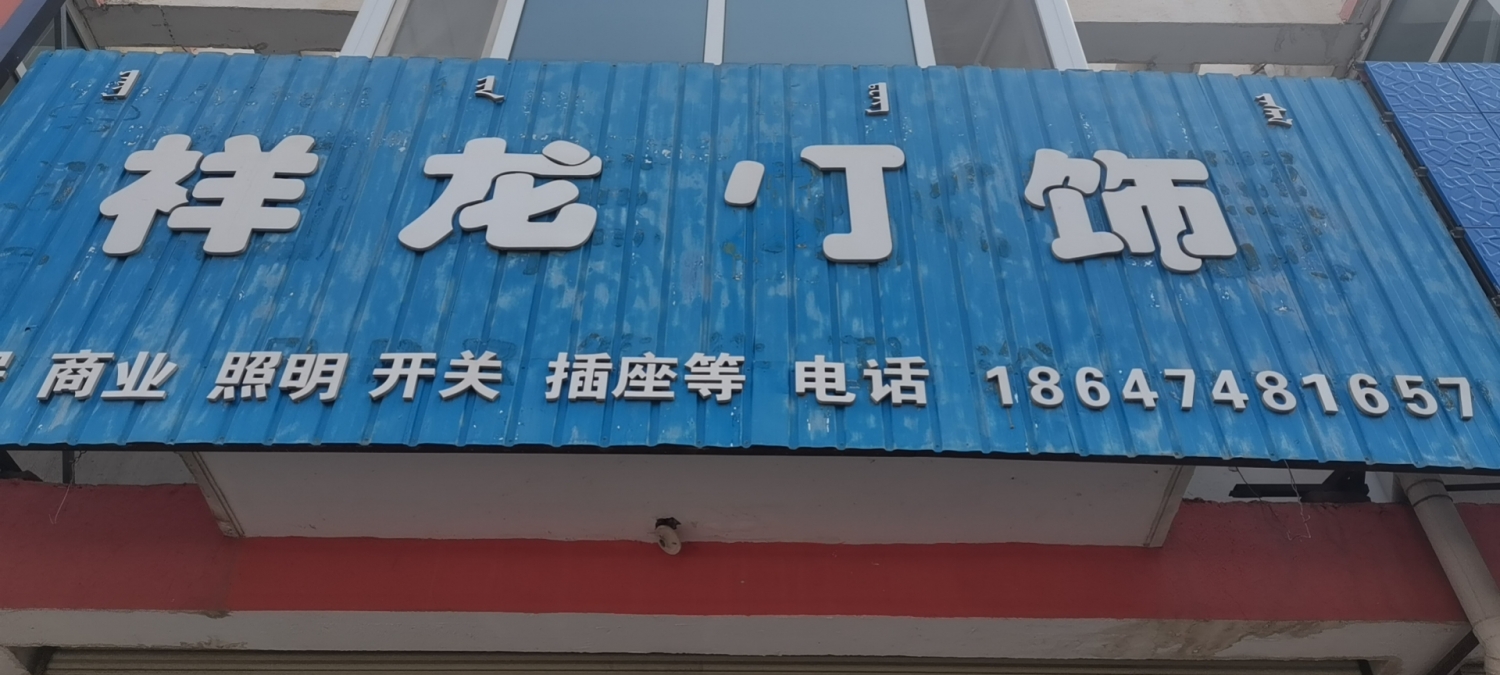 祥龙灯饰
商业 照明 开关 插座等 电话 18647481657